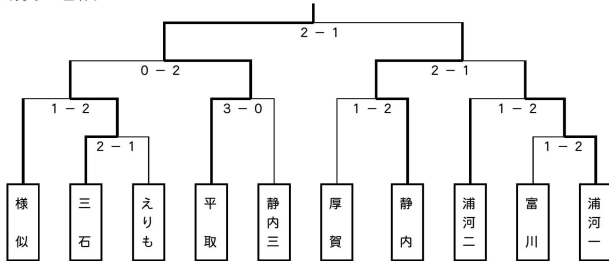 2－1
0－2
2－1
1－2
3－0
1－2
1－2
2－1
1－2
様似
三石
えりも
平取
静内三
厚賀
静内
浦河二
富川
浦河一